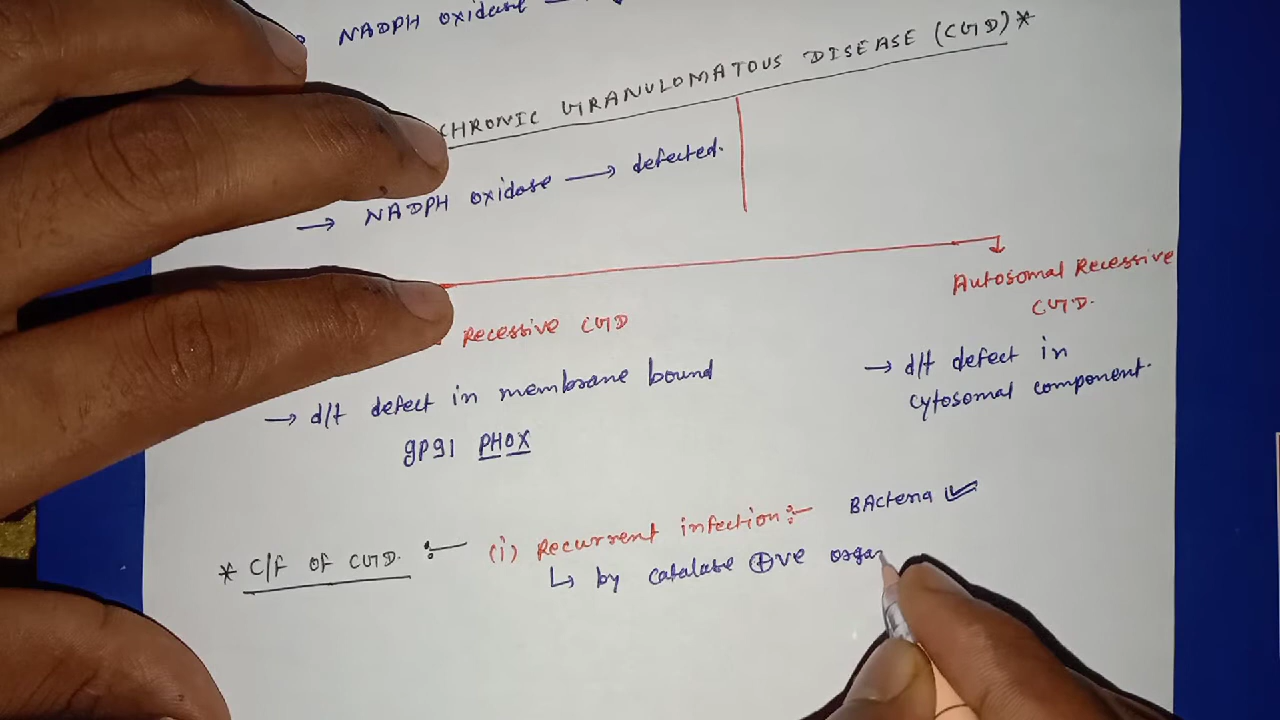 NADPH oxidase →
CHRONIC GRANULOMATOUS DISEASE (CGD) *
→ NADPH oxidase → defected.
Recessive CGD
Autosomal Recessive
CGD.
→ d/t defect in membrane bound
gp91 PHOX
→ d/t defect in
cytosomal component.
* C/F OF CGD. :- (i) Recurrent infection:- BActeria ✓
↳ by catalase ⊕ve organ